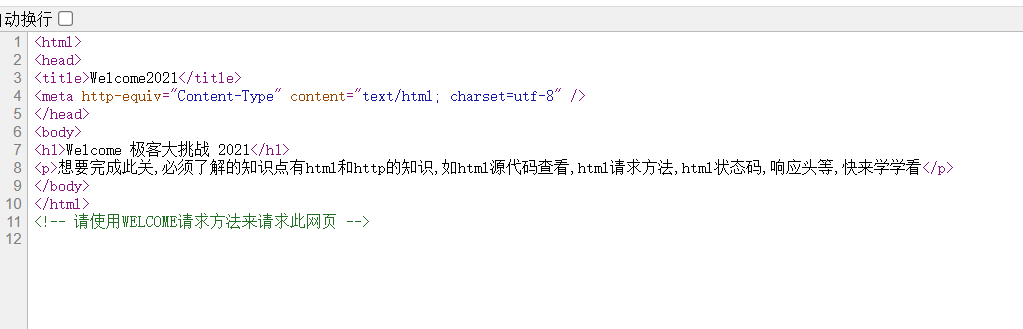 自动换行
1 <html>
2 <head>
3 <title>Welcome2021</title>
4 <meta http-equiv="Content-Type" content="text/html; charset=utf-8" />
5 </head>
6 <body>
7 <h1>Welcome 极客大挑战 2021</h1>
8 <p>想要完成此关,必须了解的知识点有html和http的知识,如html源代码查看,html请求方法,html状态码,响应头等,快来学学看</p>
9 </body>
10 </html>
11 <!-- 请使用WELCOME请求方法来请求此网页 -->
12